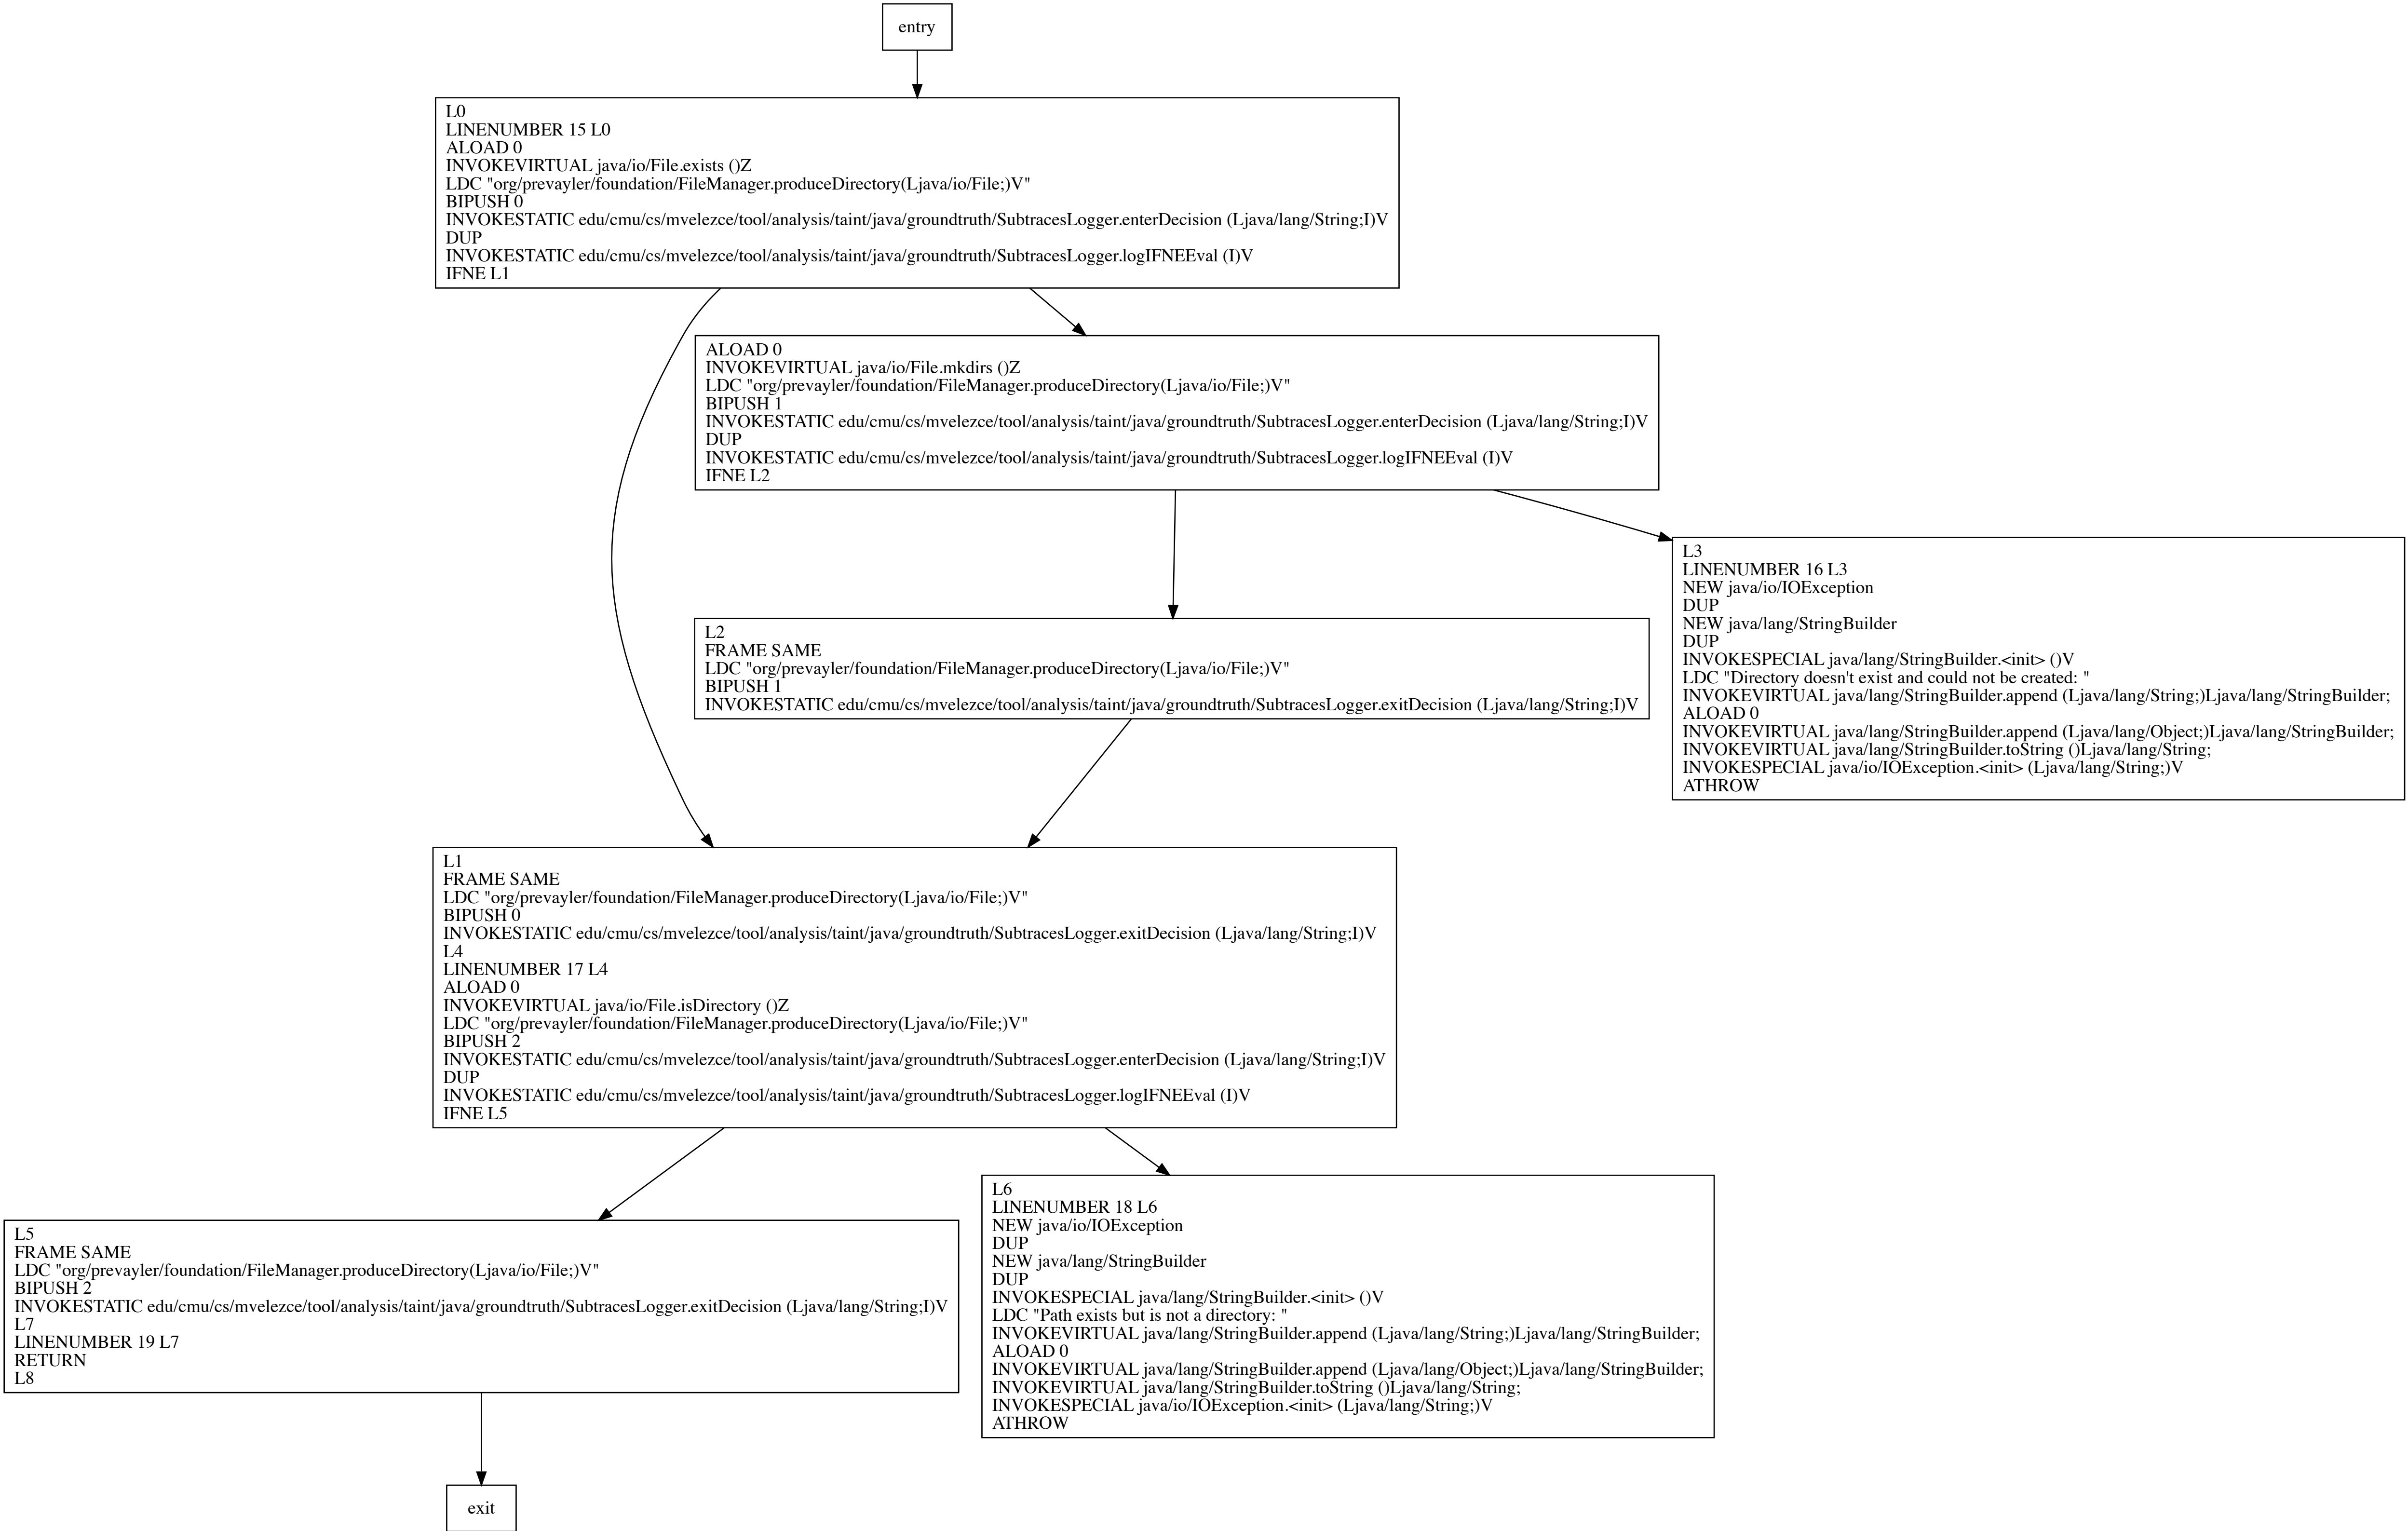 entry
L0
LINENUMBER 15 L0
ALOAD 0
INVOKEVIRTUAL java/io/File.exists ()Z
LDC "org/prevayler/foundation/FileManager.produceDirectory(Ljava/io/File;)V"
BIPUSH 0
INVOKESTATIC edu/cmu/cs/mvelezce/tool/analysis/taint/java/groundtruth/SubtracesLogger.enterDecision (Ljava/lang/String;I)V
DUP
INVOKESTATIC edu/cmu/cs/mvelezce/tool/analysis/taint/java/groundtruth/SubtracesLogger.logIFNEEval (I)V
IFNE L1
ALOAD 0
INVOKEVIRTUAL java/io/File.mkdirs ()Z
LDC "org/prevayler/foundation/FileManager.produceDirectory(Ljava/io/File;)V"
BIPUSH 1
INVOKESTATIC edu/cmu/cs/mvelezce/tool/analysis/taint/java/groundtruth/SubtracesLogger.enterDecision (Ljava/lang/String;I)V
DUP
INVOKESTATIC edu/cmu/cs/mvelezce/tool/analysis/taint/java/groundtruth/SubtracesLogger.logIFNEEval (I)V
IFNE L2
L3
LINENUMBER 16 L3
NEW java/io/IOException
DUP
NEW java/lang/StringBuilder
DUP
INVOKESPECIAL java/lang/StringBuilder.<init> ()V
LDC "Directory doesn't exist and could not be created: "
INVOKEVIRTUAL java/lang/StringBuilder.append (Ljava/lang/String;)Ljava/lang/StringBuilder;
ALOAD 0
INVOKEVIRTUAL java/lang/StringBuilder.append (Ljava/lang/Object;)Ljava/lang/StringBuilder;
INVOKEVIRTUAL java/lang/StringBuilder.toString ()Ljava/lang/String;
INVOKESPECIAL java/io/IOException.<init> (Ljava/lang/String;)V
ATHROW
L2
FRAME SAME
LDC "org/prevayler/foundation/FileManager.produceDirectory(Ljava/io/File;)V"
BIPUSH 1
INVOKESTATIC edu/cmu/cs/mvelezce/tool/analysis/taint/java/groundtruth/SubtracesLogger.exitDecision (Ljava/lang/String;I)V
L1
FRAME SAME
LDC "org/prevayler/foundation/FileManager.produceDirectory(Ljava/io/File;)V"
BIPUSH 0
INVOKESTATIC edu/cmu/cs/mvelezce/tool/analysis/taint/java/groundtruth/SubtracesLogger.exitDecision (Ljava/lang/String;I)V
L4
LINENUMBER 17 L4
ALOAD 0
INVOKEVIRTUAL java/io/File.isDirectory ()Z
LDC "org/prevayler/foundation/FileManager.produceDirectory(Ljava/io/File;)V"
BIPUSH 2
INVOKESTATIC edu/cmu/cs/mvelezce/tool/analysis/taint/java/groundtruth/SubtracesLogger.enterDecision (Ljava/lang/String;I)V
DUP
INVOKESTATIC edu/cmu/cs/mvelezce/tool/analysis/taint/java/groundtruth/SubtracesLogger.logIFNEEval (I)V
IFNE L5
L5
FRAME SAME
LDC "org/prevayler/foundation/FileManager.produceDirectory(Ljava/io/File;)V"
BIPUSH 2
INVOKESTATIC edu/cmu/cs/mvelezce/tool/analysis/taint/java/groundtruth/SubtracesLogger.exitDecision (Ljava/lang/String;I)V
L7
LINENUMBER 19 L7
RETURN
L8
L6
LINENUMBER 18 L6
NEW java/io/IOException
DUP
NEW java/lang/StringBuilder
DUP
INVOKESPECIAL java/lang/StringBuilder.<init> ()V
LDC "Path exists but is not a directory: "
INVOKEVIRTUAL java/lang/StringBuilder.append (Ljava/lang/String;)Ljava/lang/StringBuilder;
ALOAD 0
INVOKEVIRTUAL java/lang/StringBuilder.append (Ljava/lang/Object;)Ljava/lang/StringBuilder;
INVOKEVIRTUAL java/lang/StringBuilder.toString ()Ljava/lang/String;
INVOKESPECIAL java/io/IOException.<init> (Ljava/lang/String;)V
ATHROW
exit